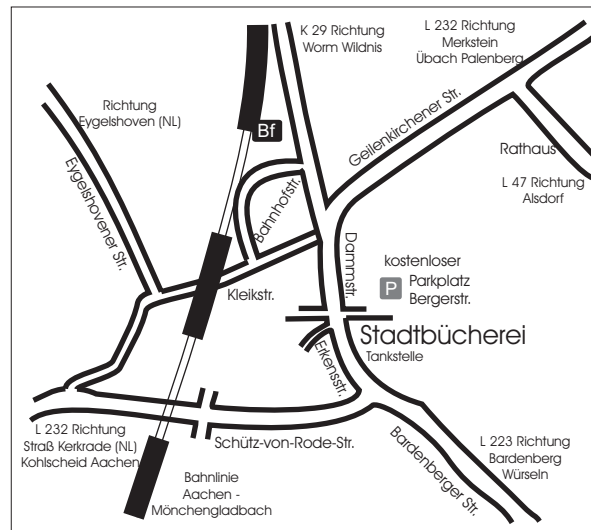 K 29 Richtung
Worm Wildnis
L 232 Richtung
Merkstein
Übach Palenberg
Richtung
Eygelshoven (NL)
Bf
Geilenkirchener Str.
Rathaus
L 47 Richtung
Alsdorf
Eygelshovener Str.
Bahnhofstr.
Dammstr.
kostenloser
P Parkplatz
Bergerstr.
Kleikstr.
Stadtbücherei
Tankstelle
Erkensstr.
L 232 Richtung
Straß Kerkrade (NL)
Kohlscheid Aachen
Schütz-von-Rode-Str.
Bardenberger Str.
L 223 Richtung
Bardenberg
Würseln
Bahnlinie
Aachen -
Mönchengladbach